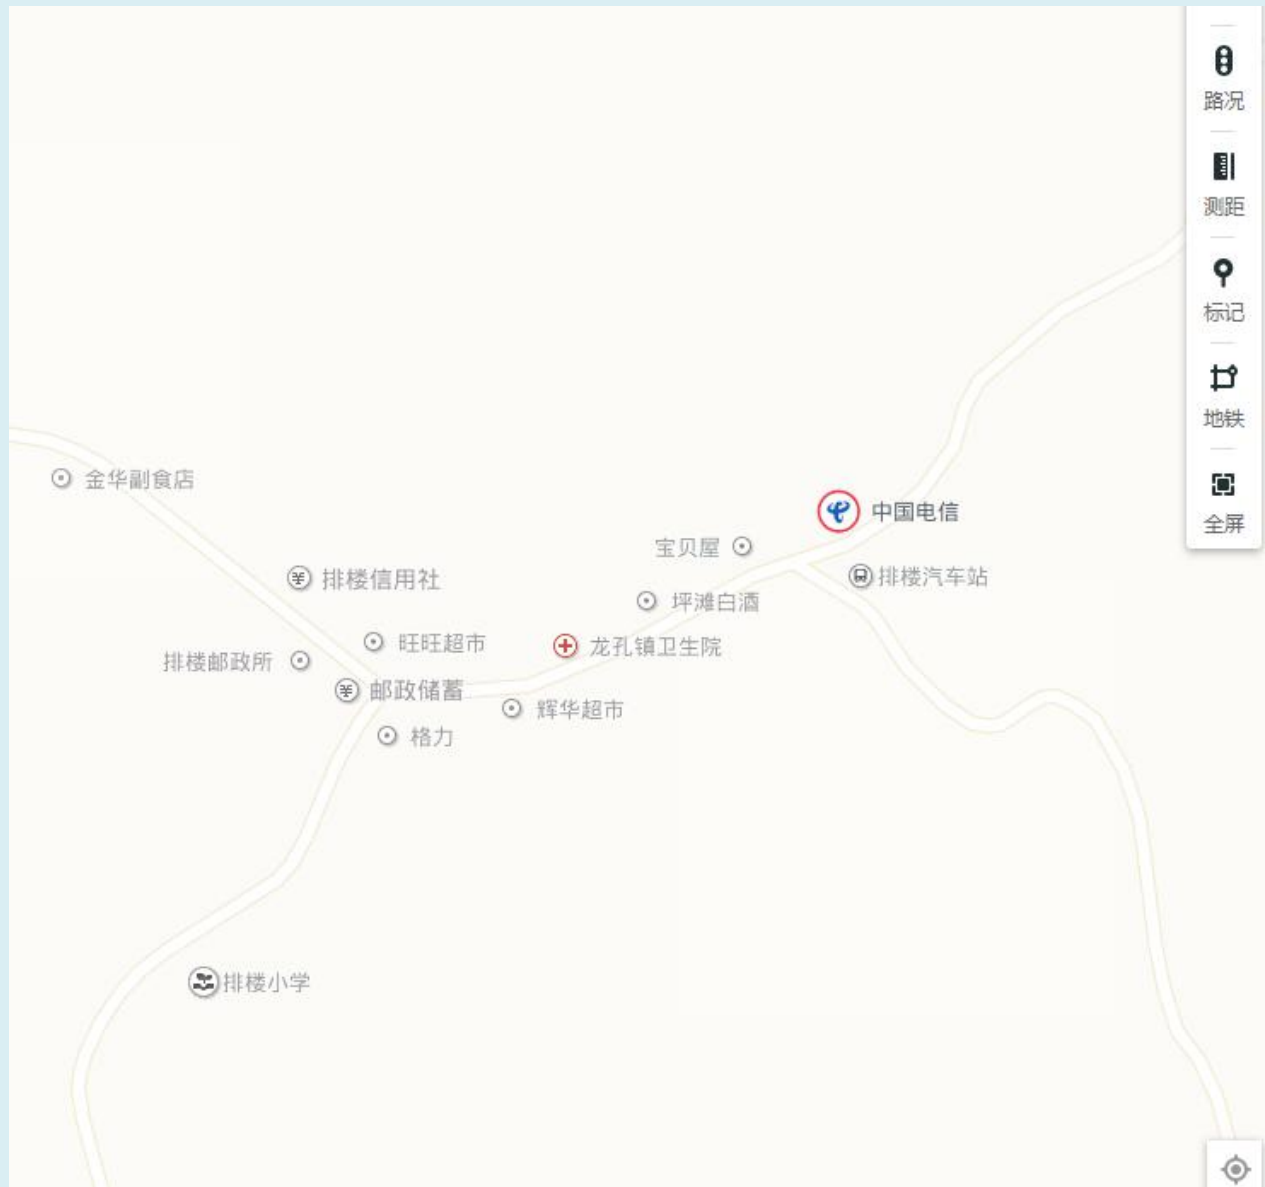 路况
测距
标记
地铁
全屏
金华副食店
中国电信
宝贝屋
排楼汽车站
排楼信用社
坪滩白酒
旺旺超市
龙孔镇卫生院
排楼邮政所
邮政储蓄
辉华超市
格力
排楼小学